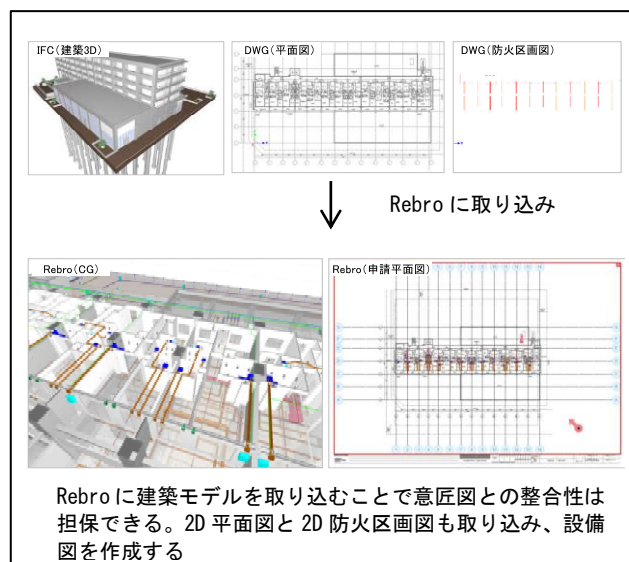 IFC(建築3D)
DWG(平面図)
DWG(防火区画図)
Rebro に取り込み
Rebro(CG)
Rebro(申請平面図)
Rebro に建築モデルを取り込むことで意匠図との整合性は
担保できる。2D 平面図と 2D 防火区画図も取り込み、設備
図を作成する